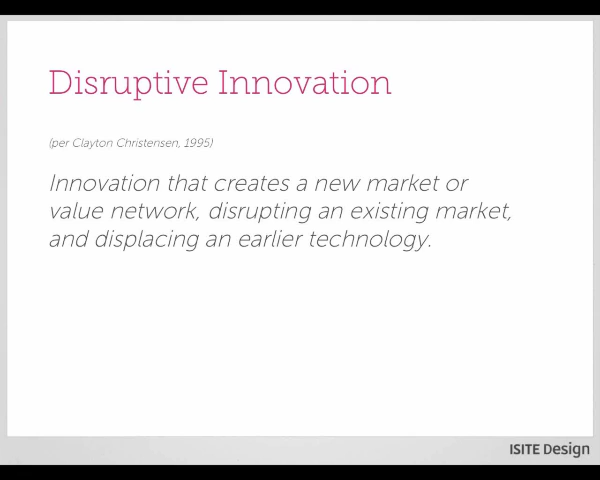 Disruptive Innovation
(per Clayton Christensen, 1995)
Innovation that creates a new market or
value network, disrupting an existing market,
and displacing an earlier technology.
ISITE Design